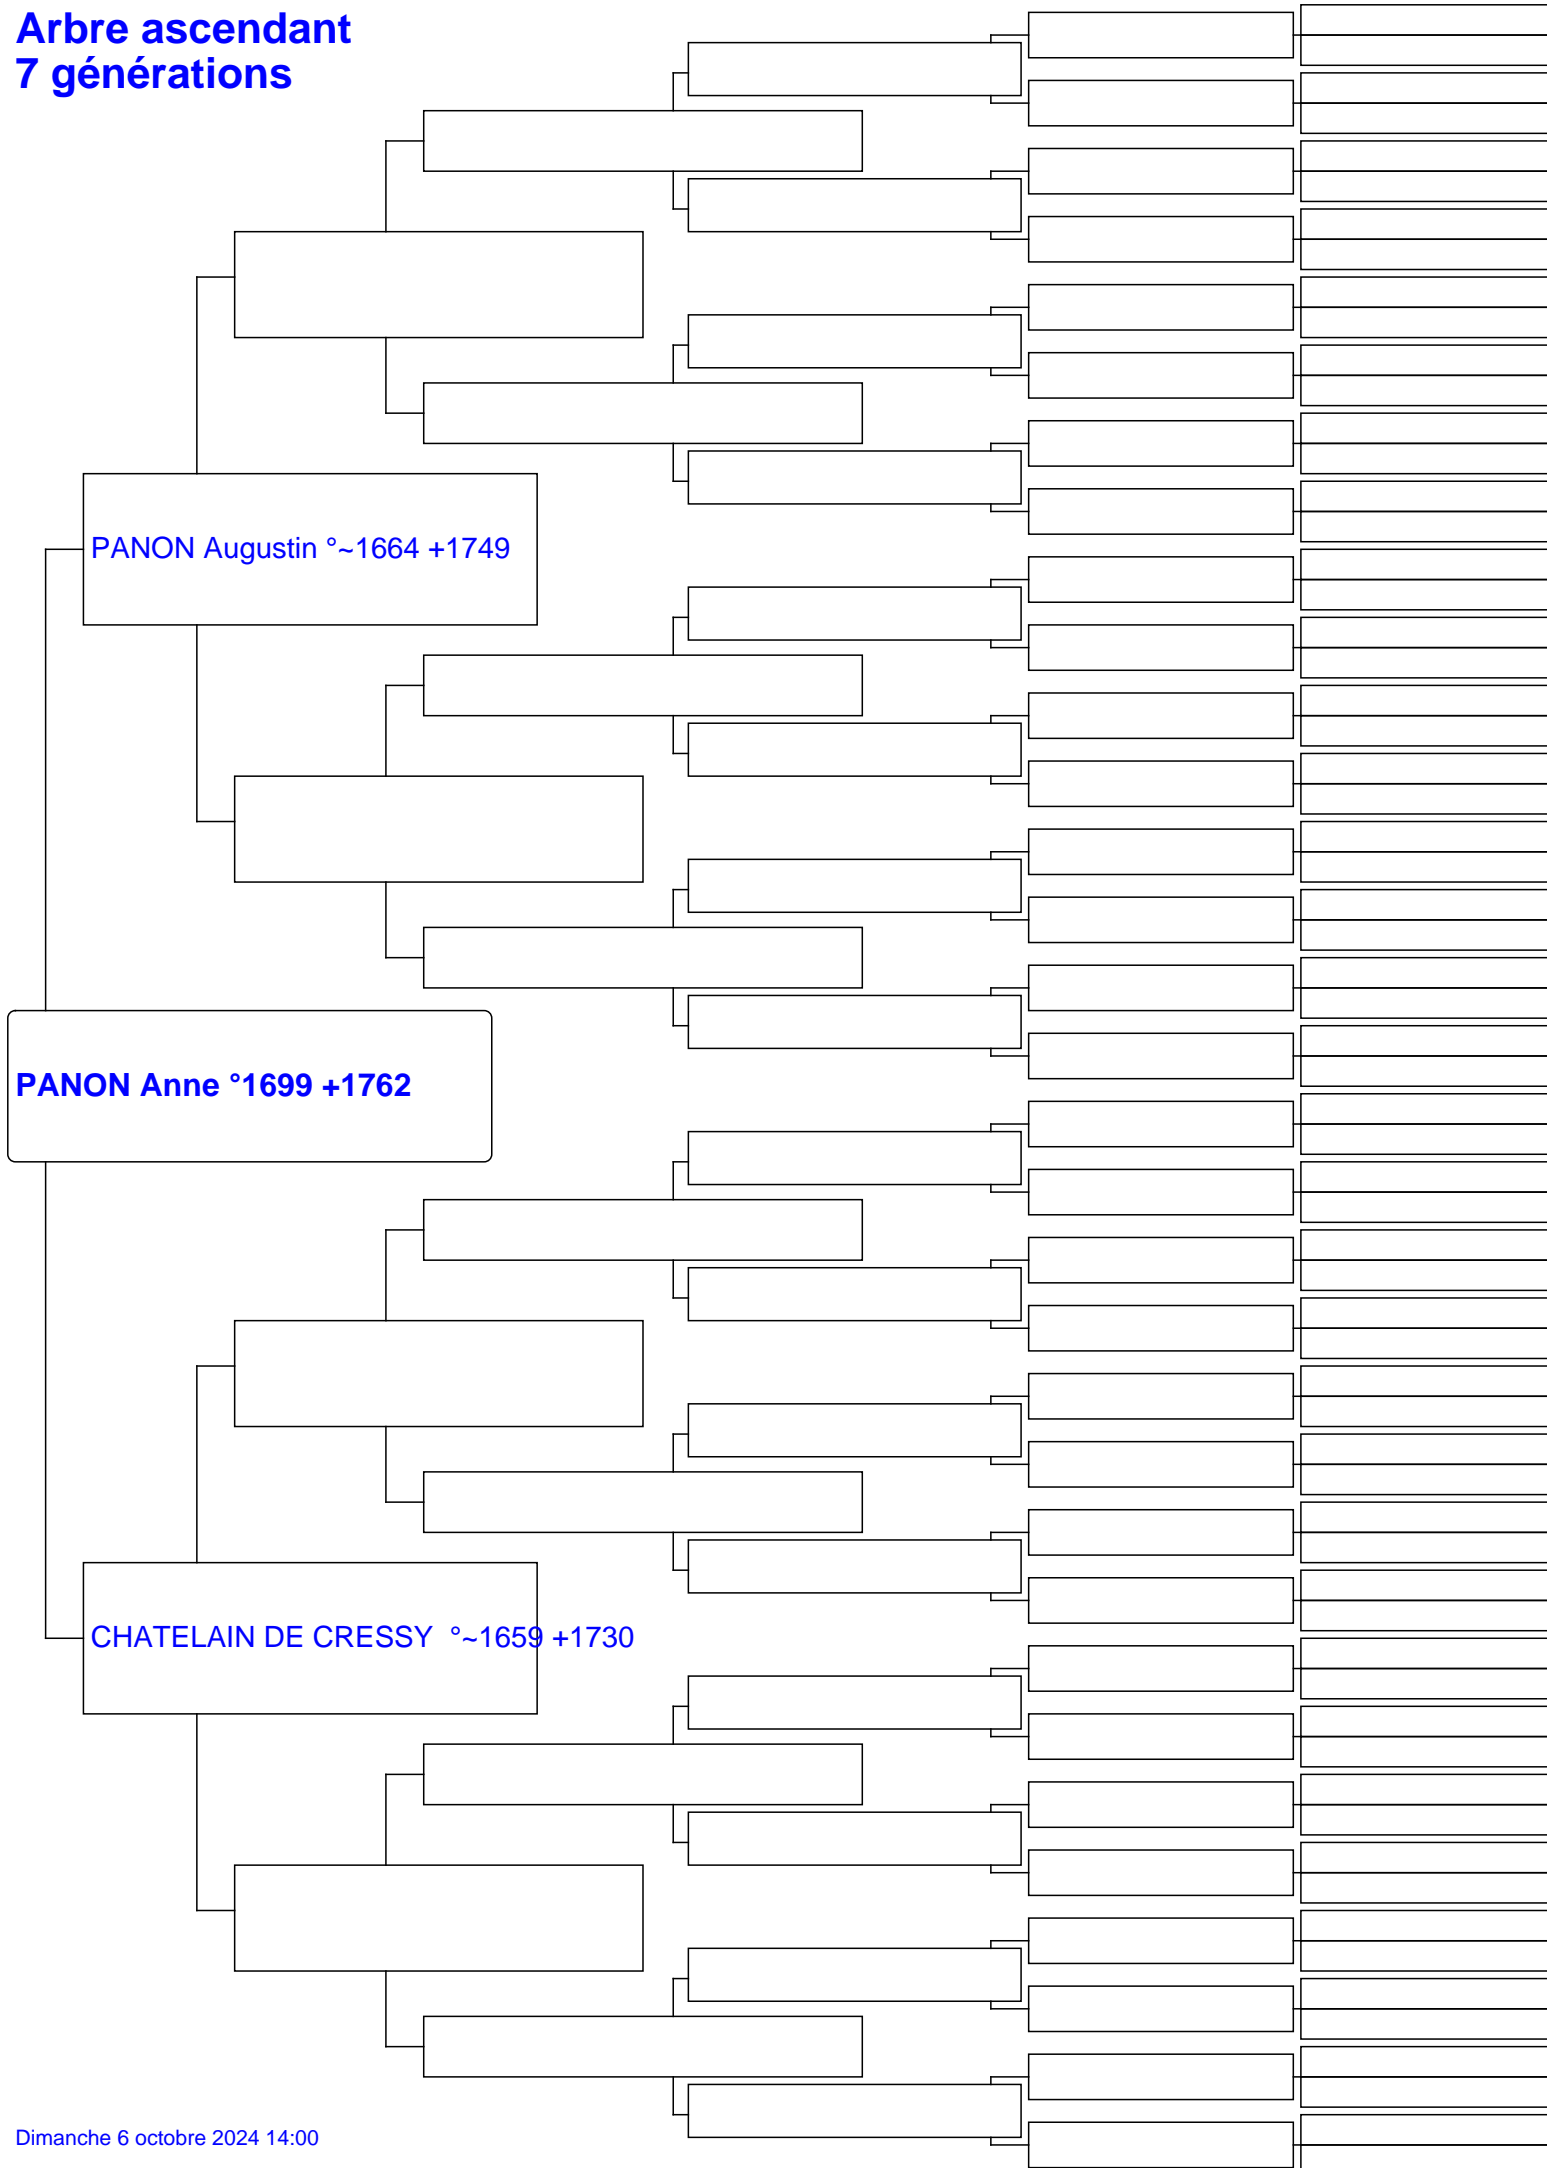 Arbre ascendant
7 générations
PANON Augustin °~1664 +1749
PANON Anne °1699 +1762
CHATELAIN DE CRESSY  °~1659 +1730
Dimanche 6 octobre 2024 14:00